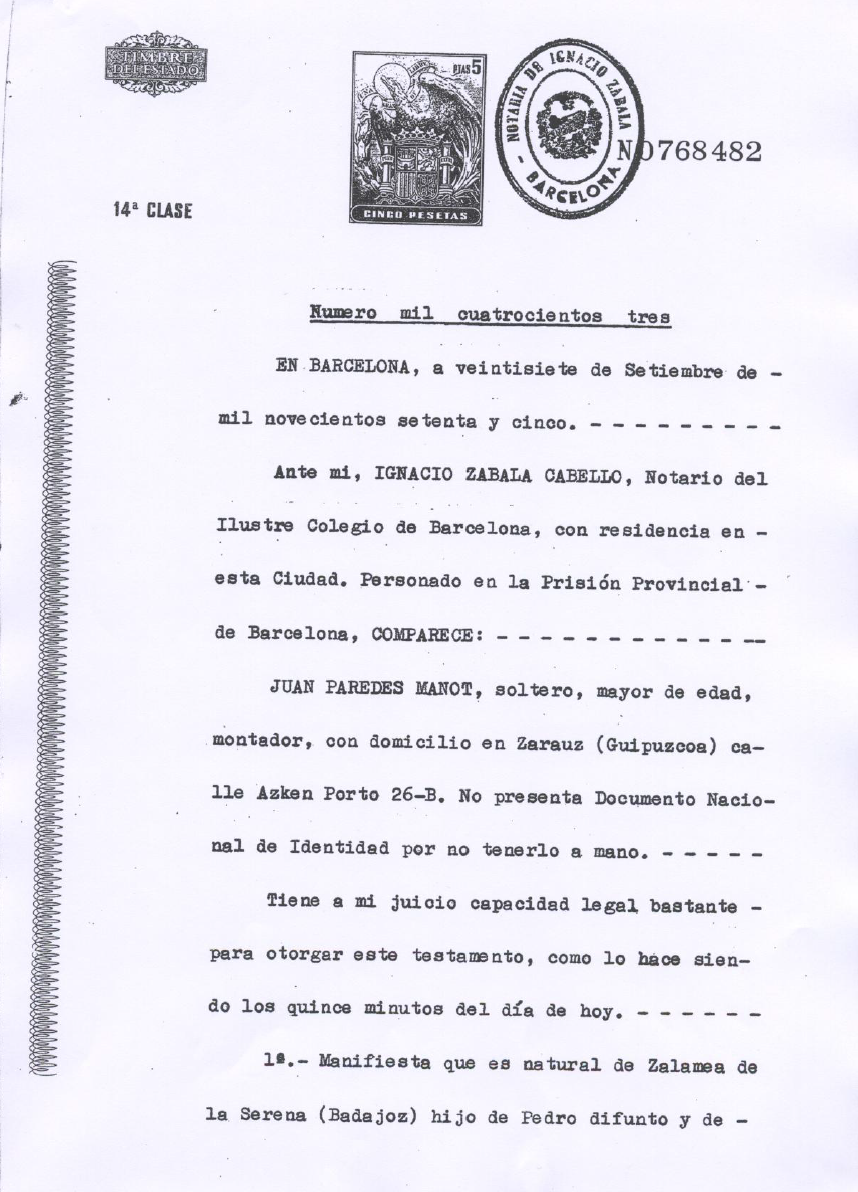 TIMBRE
DEL ESTADO
PTAS 5
CINCO PESETAS
NOTARIA DE IGNACIO ZABALA
- BARCELONA -
NO768482
14ª CLASE
Numero mil cuatrocientos tres
EN BARCELONA, a veintisiete de Setiembre de -
mil novecientos setenta y cinco. - - - - - - - - - -
Ante mi, IGNACIO ZABALA CABELLO, Notario del
Ilustre Colegio de Barcelona, con residencia en -
esta Ciudad. Personado en la Prisión Provincial -
de Barcelona, COMPARECE: - - - - - - - - - - - - - -
JUAN PAREDES MANOT, soltero, mayor de edad,
montador, con domicilio en Zarauz (Guipuzcoa) ca-
lle Azken Porto 26-B. No presenta Documento Nacio-
nal de Identidad por no tenerlo a mano. - - - - -
Tiene a mi juicio capacidad legal bastante -
para otorgar este testamento, como lo hace sien-
do los quince minutos del día de hoy. - - - - - -
1º.- Manifiesta que es natural de Zalamea de
la Serena (Badajoz) hijo de Pedro difunto y de -